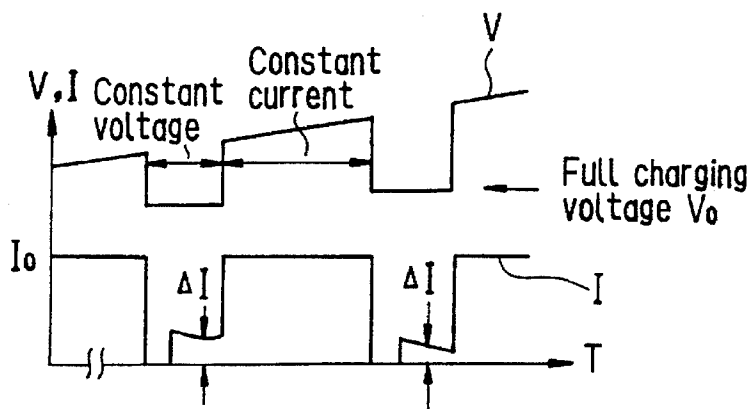 V
V, I
Constant
voltage
Constant
current
Full charging
voltage V₀
I₀
ΔI
ΔI
I
T